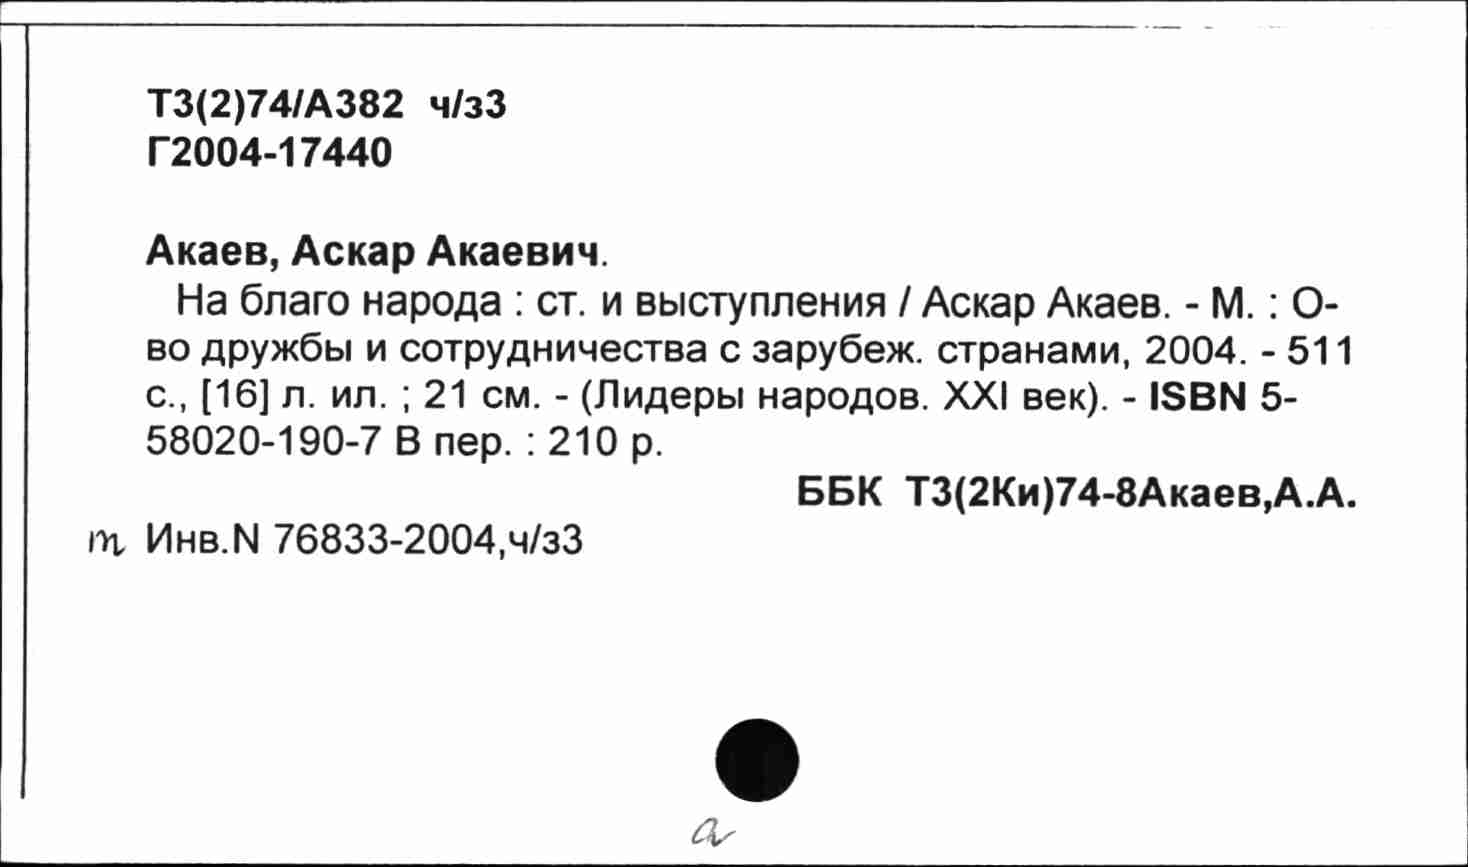 Т3(2)74/А382 ч/з3
Г2004-17440
Акаев, Аскар Акаевич.
На благо народа : ст. и выступления / Аскар Акаев. - М. : О-
во дружбы и сотрудничества с зарубеж. странами, 2004. - 511
с., [16] л. ил. ; 21 см. - (Лидеры народов. XXI век). - ISBN 5-
58020-190-7 В пер. : 210 р.
ББК Т3(2Ки)74-8Акаев,А.А.
т Инв.N 76833-2004,ч/з3